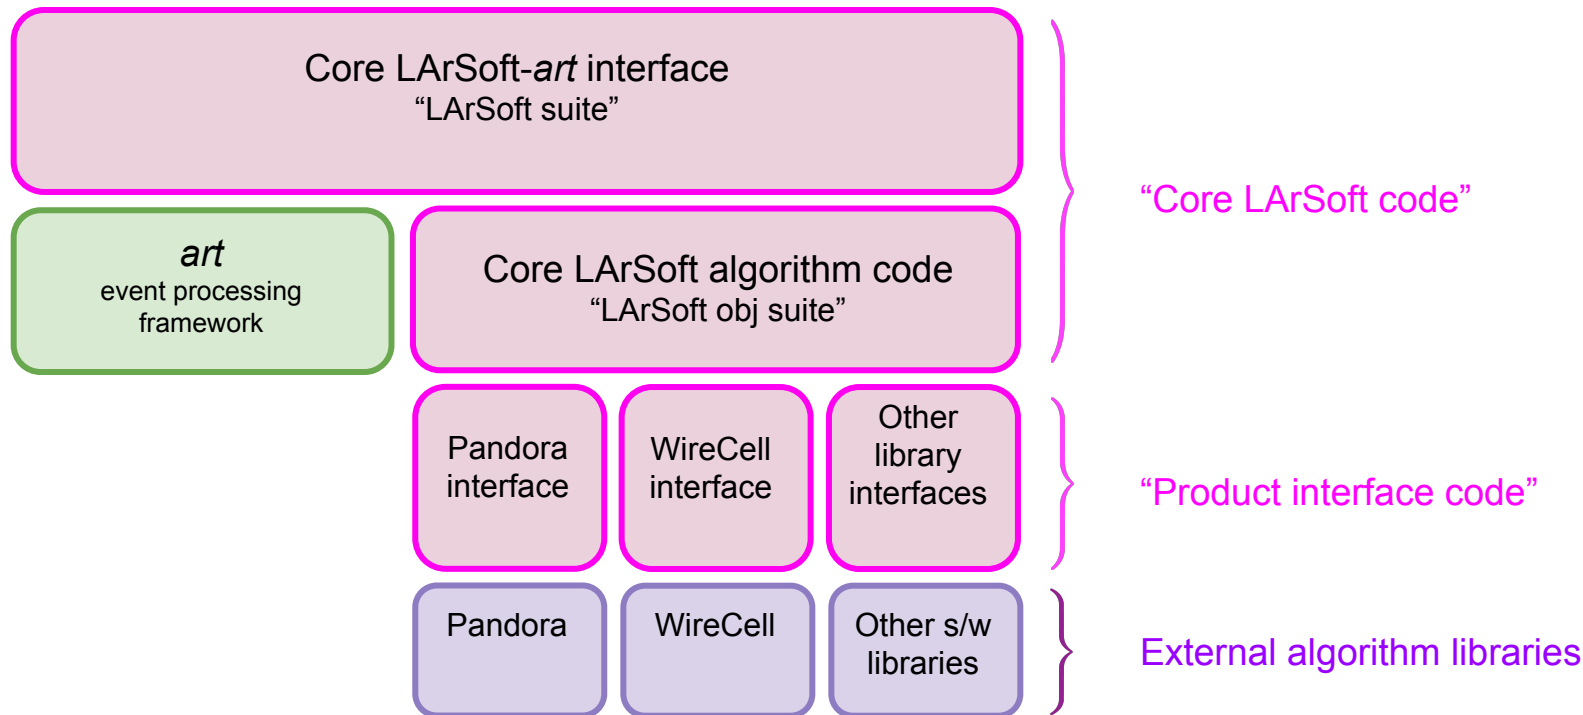 Core LArSoft-art interface
“LArSoft suite”
“Core LArSoft code”
art
event processing
framework
Core LArSoft algorithm code
“LArSoft obj suite”
Pandora
interface
WireCell
interface
Other
library
interfaces
“Product interface code”
Pandora
WireCell
Other s/w
libraries
External algorithm libraries